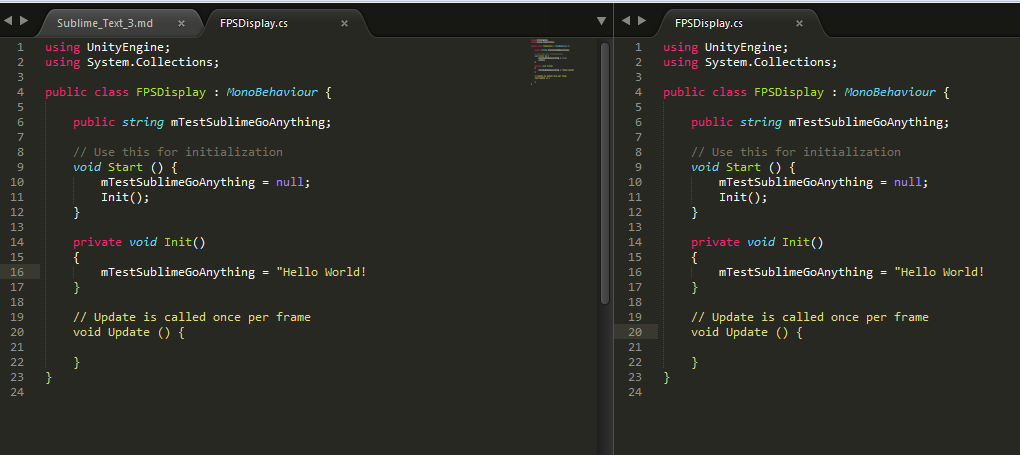 Sublime_Text_3.md × FPSDisplay.cs ×
1 using UnityEngine;
2 using System.Collections;
3
4 public class FPSDisplay : MonoBehaviour {
5
6 public string mTestSublimeGoAnything;
7
8 // Use this for initialization
9 void Start () {
10 mTestSublimeGoAnything = null;
11 Init();
12 }
13
14 private void Init()
15 {
16 mTestSublimeGoAnything = "Hello World!
17 }
18
19 // Update is called once per frame
20 void Update () {
21
22 }
23 }
24
FPSDisplay.cs ×
1 using UnityEngine;
2 using System.Collections;
3
4 public class FPSDisplay : MonoBehaviour {
5
6 public string mTestSublimeGoAnything;
7
8 // Use this for initialization
9 void Start () {
10 mTestSublimeGoAnything = null;
11 Init();
12 }
13
14 private void Init()
15 {
16 mTestSublimeGoAnything = "Hello World!
17 }
18
19 // Update is called once per frame
20 void Update () {
21
22 }
23 }
24